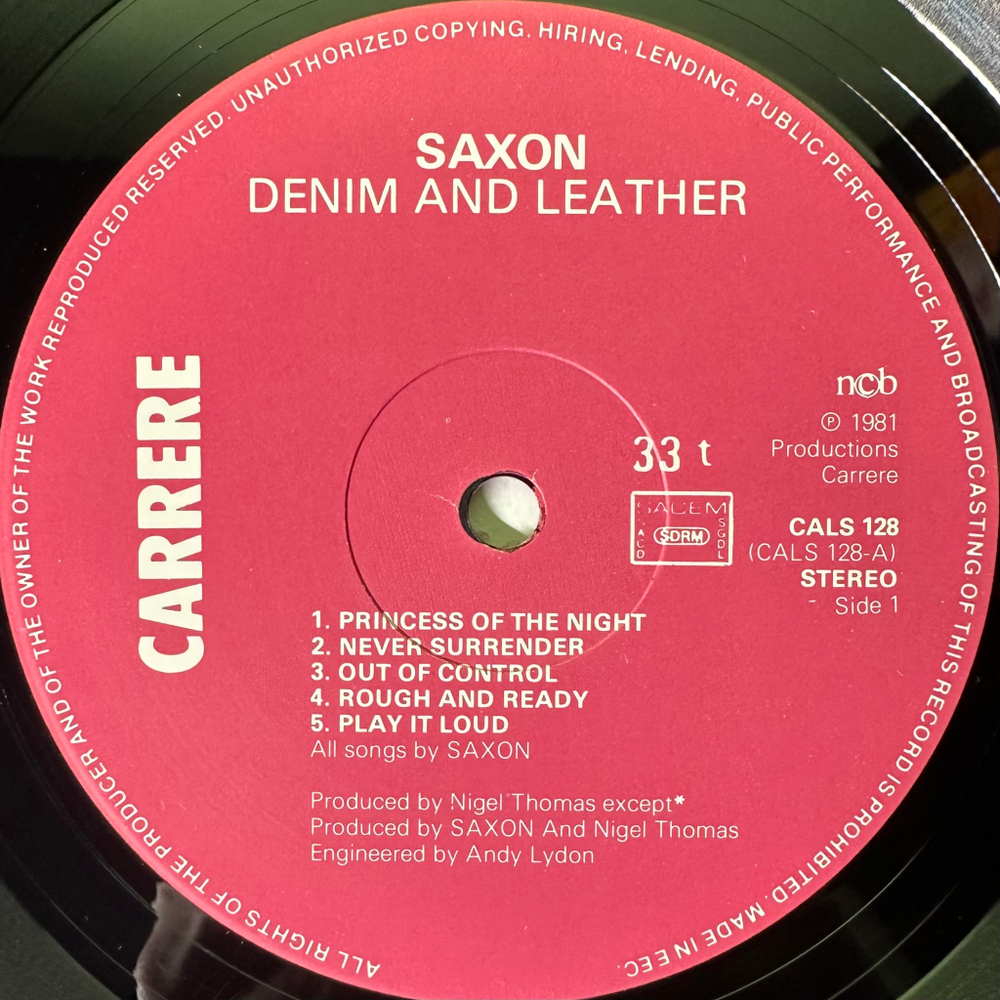 ALL RIGHTS OF THE PRODUCER AND OF THE OWNER OF THE WORK REPRODUCED RESERVED. UNAUTHORIZED COPYING, HIRING, LENDING, PUBLIC PERFORMANCE AND BROADCASTING OF THIS RECORD IS PROHIBITED. MADE IN EEC.
SAXON
DENIM AND LEATHER
CARRERE
ncb
℗ 1981
Productions
Carrere
33 t
SACEM
SACD
SDRM
SGDL
CALS 128
(CALS 128-A)
STEREO
Side 1
1. PRINCESS OF THE NIGHT
2. NEVER SURRENDER
3. OUT OF CONTROL
4. ROUGH AND READY
5. PLAY IT LOUD
All songs by SAXON
Produced by Nigel Thomas except*
Produced by SAXON And Nigel Thomas
Engineered by Andy Lydon